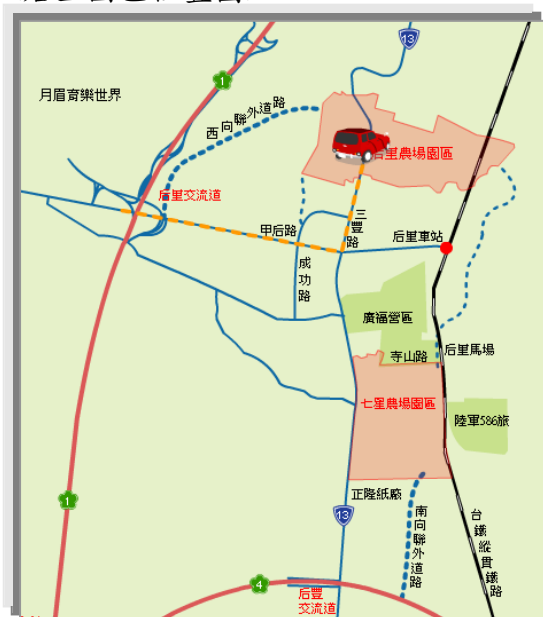 13
1
月眉育樂世界
西向聯外道路
后里農場園區
后里交流道
三豐路
甲后路
后里車站
成功路
廣福營區
寺山路
后里馬場
七星農場園區
陸軍586旅
正隆紙廠
1
13
南向聯外道路
台鐵縱貫鐵路
4
后豐
交流道